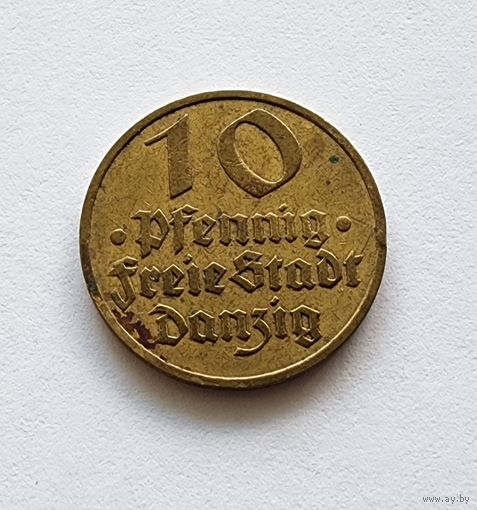 10
· Pfennig ·
Freie Stadt
Danzig
www.ay.by